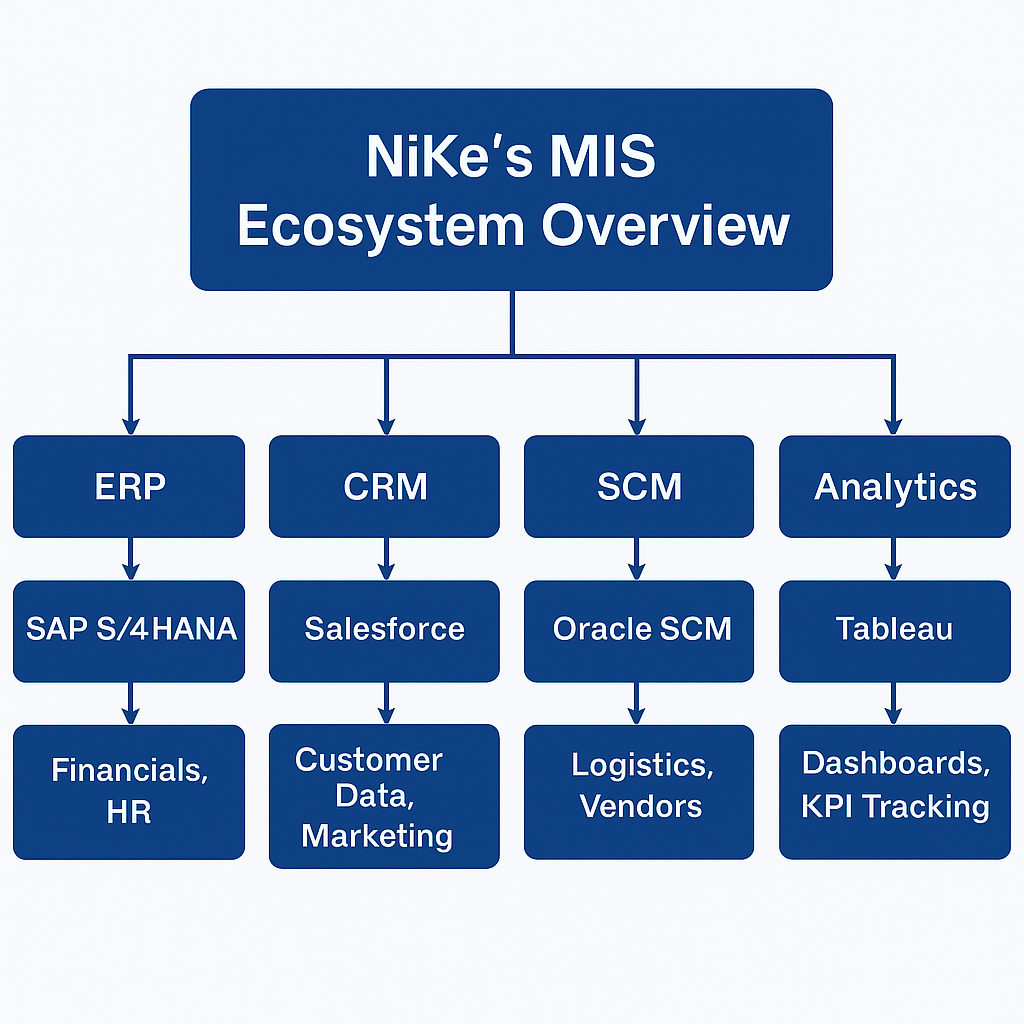 NiKe's MIS
Ecosystem Overview
ERP
CRM
SCM
Analytics
SAP S/4HANA
Salesforce
Oracle SCM
Tableau
Financials,
HR
Customer
Data,
Marketing
Logistics,
Vendors
Dashboards,
KPI Tracking